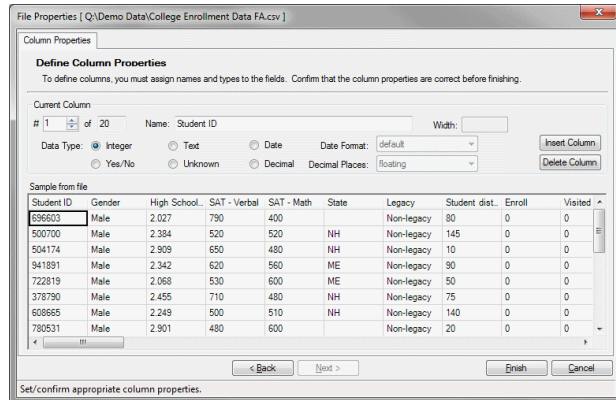 File Properties [ Q:\Demo Data\College Enrollment Data FA.csv ]
Column Properties
Define Column Properties
To define columns, you must assign names and types to the fields. Confirm that the column properties are correct before finishing.
Current Column
# 1 of 20 Name: Student ID Width:
Data Type: Integer Text Date Date Format: default Insert Column
Yes/No Unknown Decimal Decimal Places: floating Delete Column
Sample from file
Student ID Gender High School... SAT - Verbal SAT - Math State Legacy Student dist... Enroll Visited
696603 Male 2.027 790 400 Non-legacy 80 0 0
500700 Male 2.384 520 520 NH Non-legacy 145 0 0
504174 Male 2.909 650 480 NH Non-legacy 10 0 0
941891 Male 2.342 620 560 ME Non-legacy 90 0 0
722819 Male 2.068 530 600 ME Non-legacy 50 0 0
378790 Male 2.455 710 480 NH Non-legacy 75 0 0
608665 Male 2.249 500 510 NH Non-legacy 140 0 0
780531 Male 2.901 480 600 Non-legacy 20 0 0
< Back Next > Finish Cancel
Set/confirm appropriate column properties.